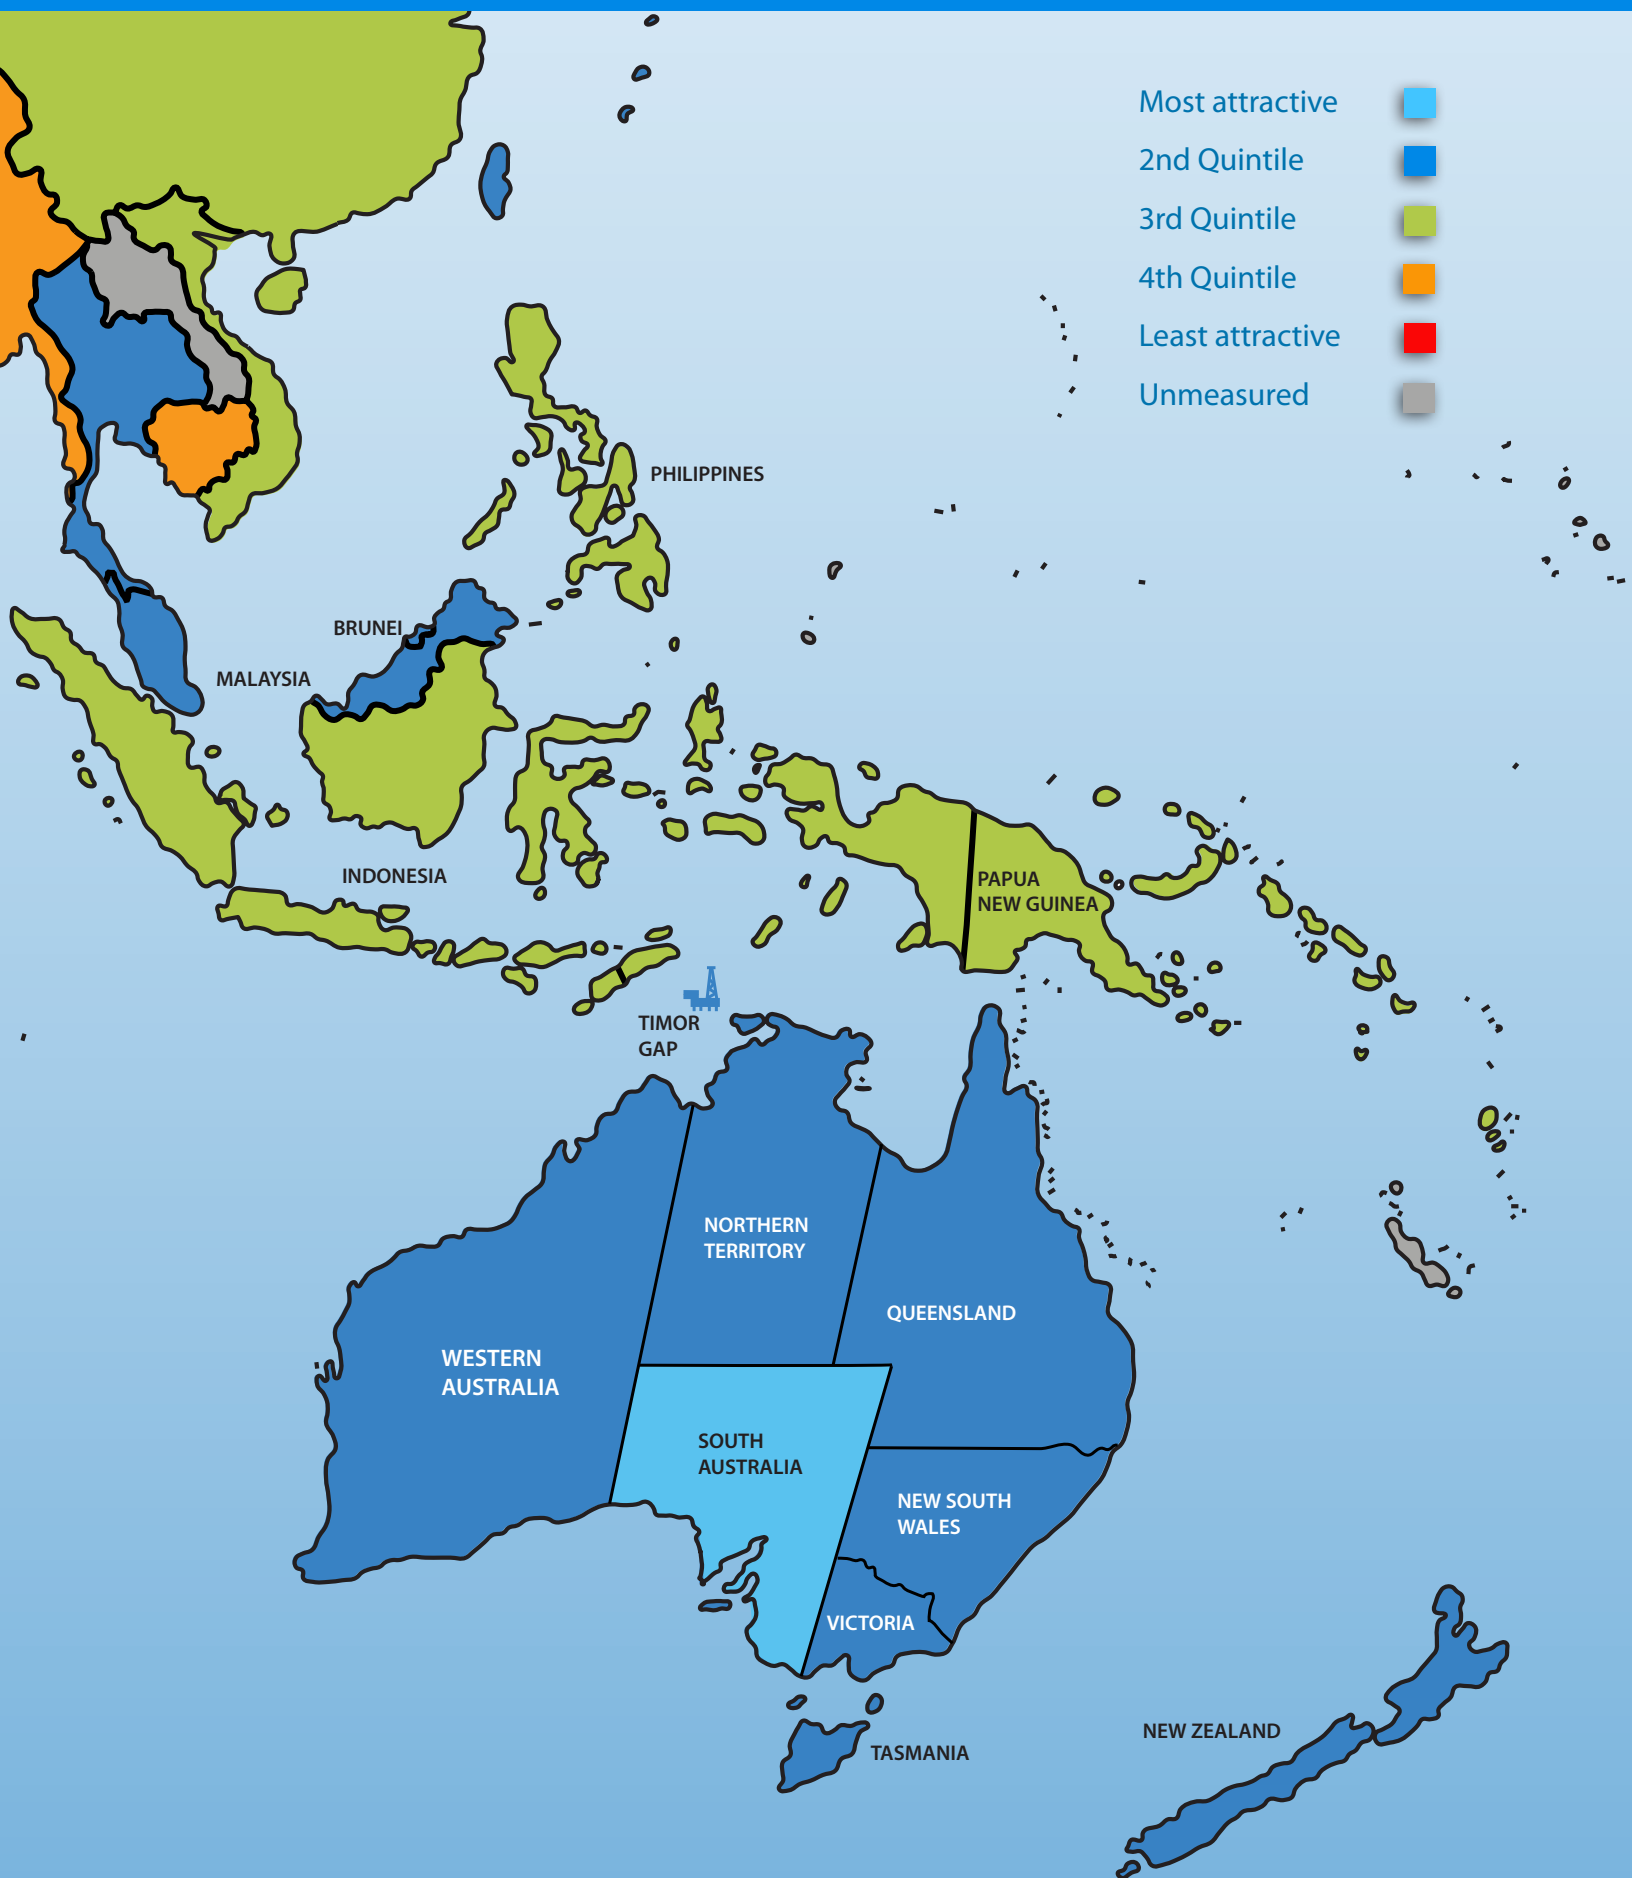 Most attractive
2nd Quintile
3rd Quintile
4th Quintile
Least attractive
Unmeasured
PHILIPPINES
BRUNEI
MALAYSIA
INDONESIA
PAPUA
NEW GUINEA
TIMOR
GAP
NORTHERN
TERRITORY
QUEENSLAND
WESTERN
AUSTRALIA
SOUTH
AUSTRALIA
NEW SOUTH
WALES
VICTORIA
NEW ZEALAND
TASMANIA